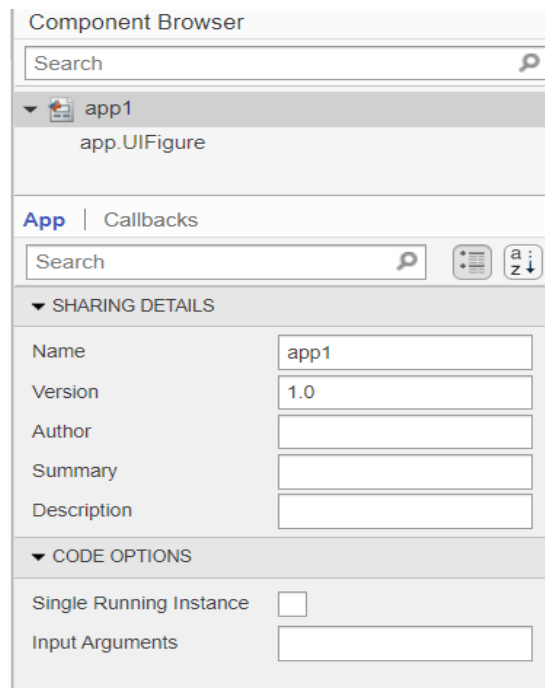 Component Browser
Search
app1
app.UIFigure
App | Callbacks
Search
a z
SHARING DETAILS
Name app1
Version 1.0
Author
Summary
Description
CODE OPTIONS
Single Running Instance
Input Arguments